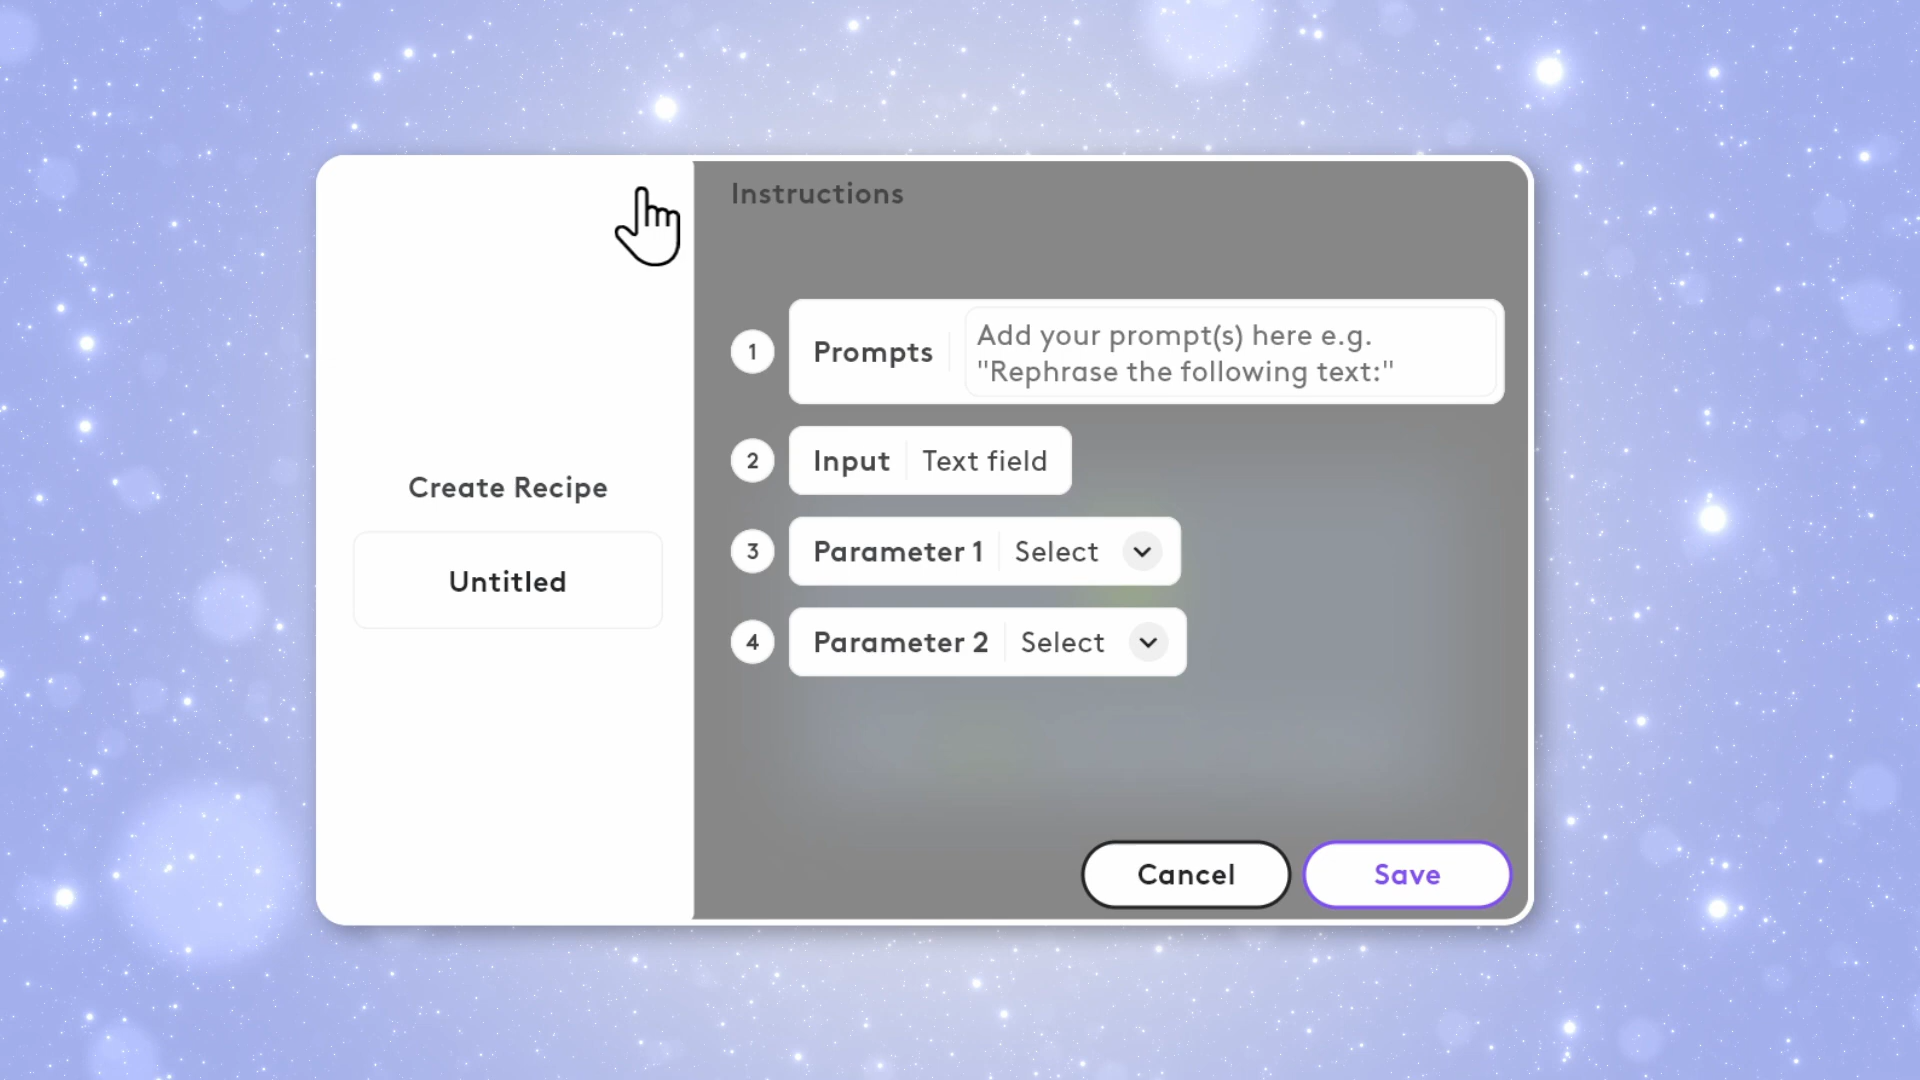 Instructions
1
Prompts
Add your prompt(s) here e.g.
"Rephrase the following text:"
2
Input
Text field
Create Recipe
Untitled
3
Parameter 1
Select
4
Parameter 2
Select
Cancel
Save